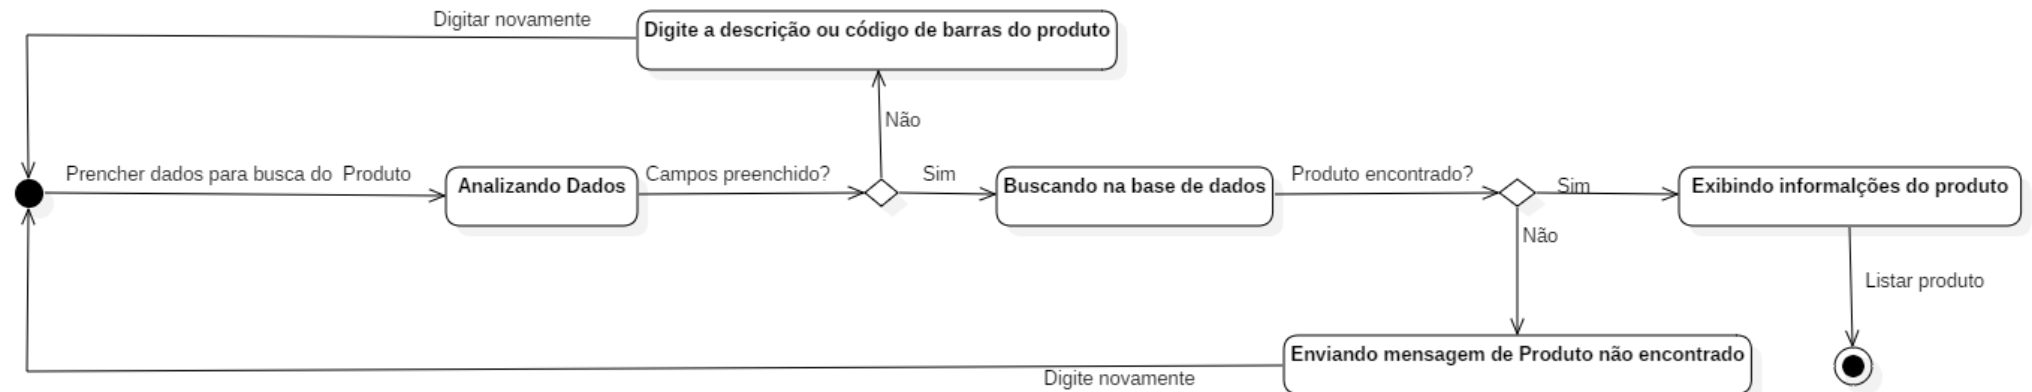 Digitar novamente
Digite a descrição ou código de barras do produto
Não
Prencher dados para busca do  Produto
Analizando Dados
Campos preenchido?
Sim
Buscando na base de dados
Produto encontrado?
Sim
Exibindo informalções do produto
Não
Listar produto
Enviando mensagem de Produto não encontrado
Digite novamente